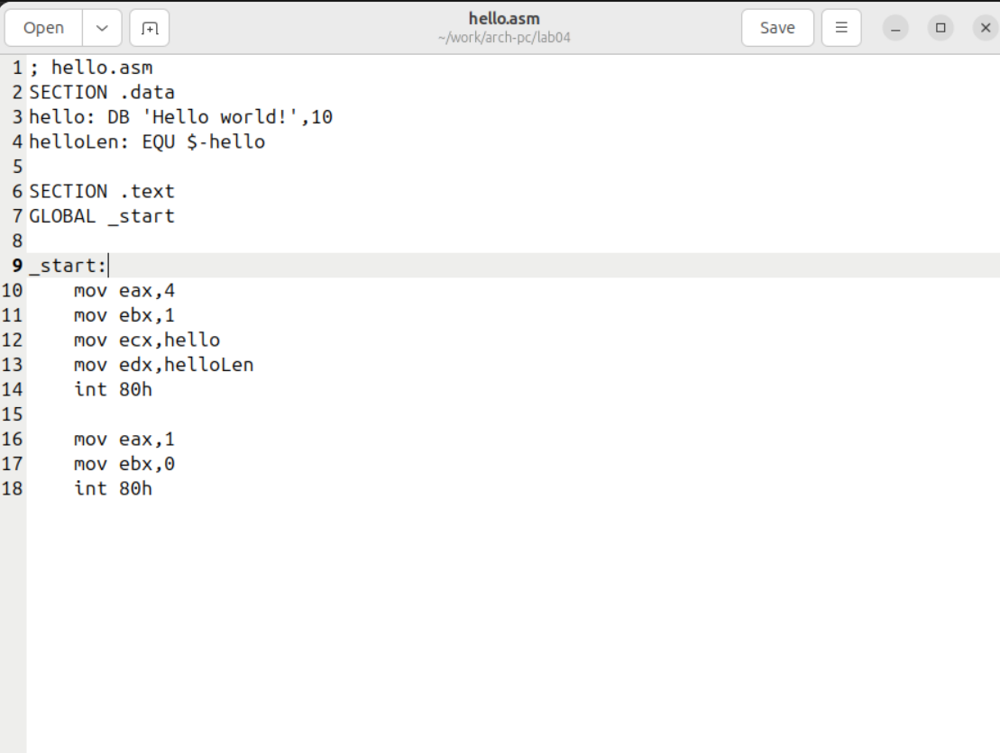 Open
hello.asm
~/work/arch-pc/lab04
Save
1 ; hello.asm
2 SECTION .data
3 hello: DB 'Hello world!',10
4 helloLen: EQU $-hello
5
6 SECTION .text
7 GLOBAL _start
8
9 _start:
10     mov eax,4
11     mov ebx,1
12     mov ecx,hello
13     mov edx,helloLen
14     int 80h
15
16     mov eax,1
17     mov ebx,0
18     int 80h